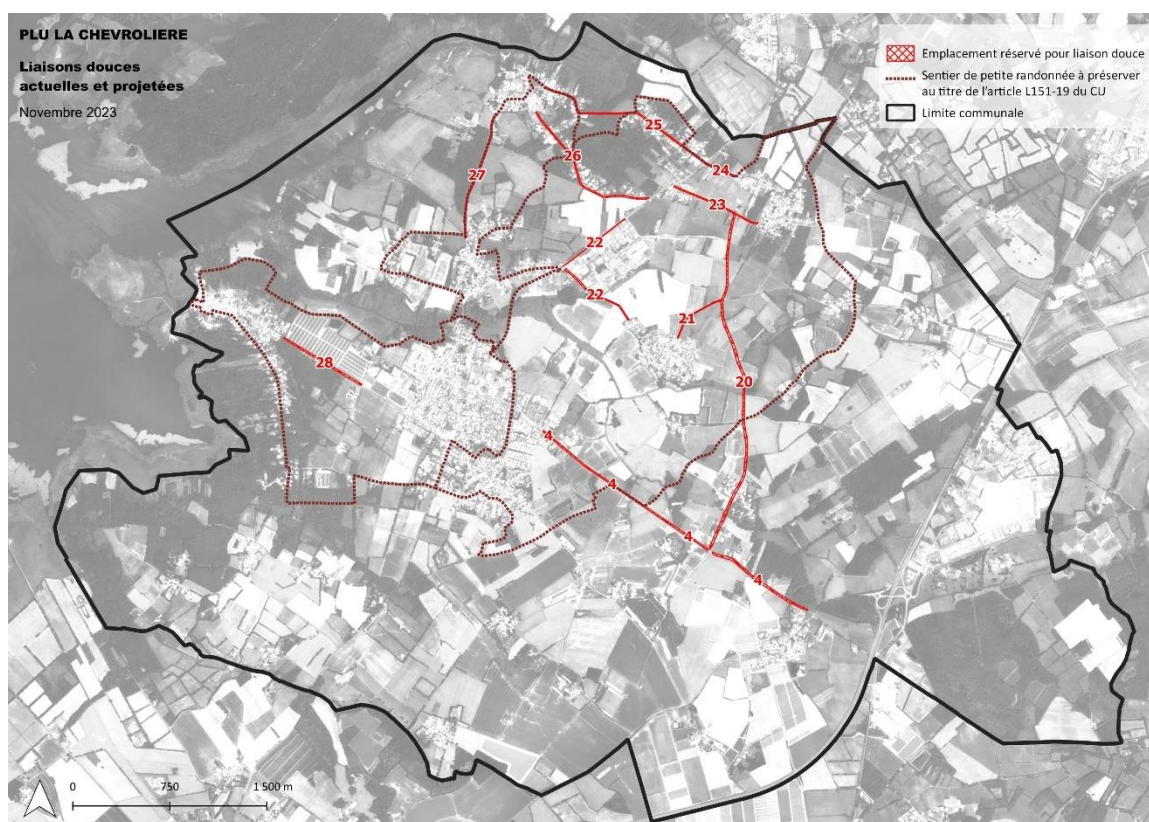 PLU LA CHEVROLIERE
Liaisons douces
actuelles et projetées
Novembre 2023
Emplacement réservé pour liaison douce
Sentier de petite randonnée à préserver
au titre de l'article L151-19 du CU
Limite communale
25
26
27
24
23
22
22
21
28
20
4
4
4
4
0 750 1 500 m